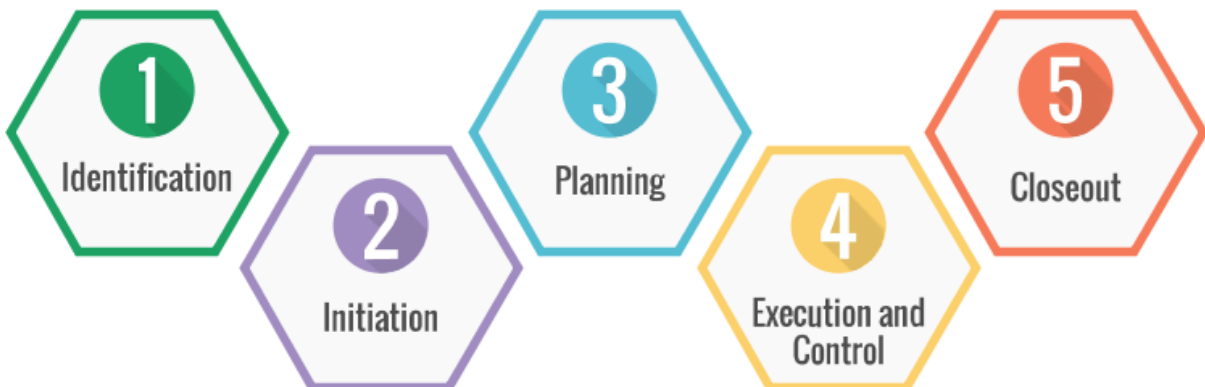 1
Identification
2
Initiation
3
Planning
4
Execution and
Control
5
Closeout